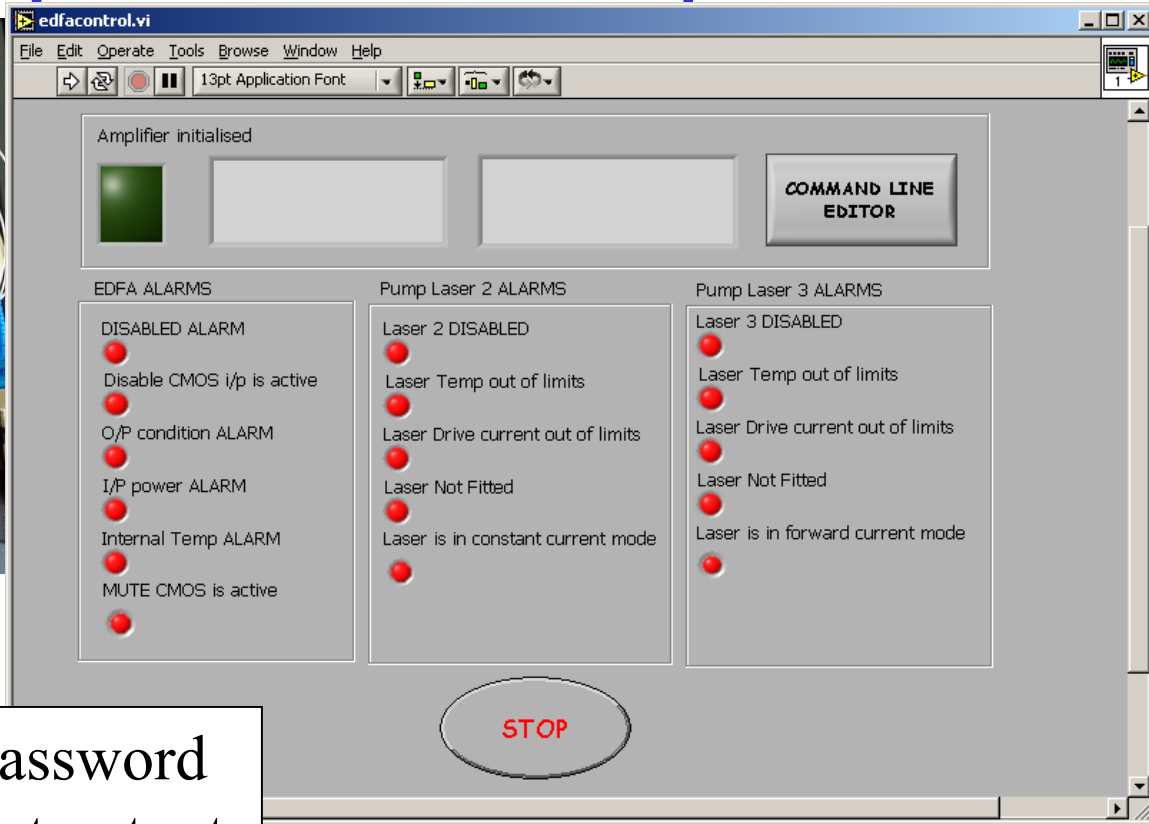 edfacontrol.vi
File Edit Operate Tools Browse Window Help
13pt Application Font
1
Amplifier initialised
COMMAND LINE
EDITOR
EDFA ALARMS
DISABLED ALARM
Disable CMOS i/p is active
O/P condition ALARM
I/P power ALARM
Internal Temp ALARM
MUTE CMOS is active
Pump Laser 2 ALARMS
Laser 2 DISABLED
Laser Temp out of limits
Laser Drive current out of limits
Laser Not Fitted
Laser is in constant current mode
Pump Laser 3 ALARMS
Laser 3 DISABLED
Laser Temp out of limits
Laser Drive current out of limits
Laser Not Fitted
Laser is in forward current mode
STOP
assword